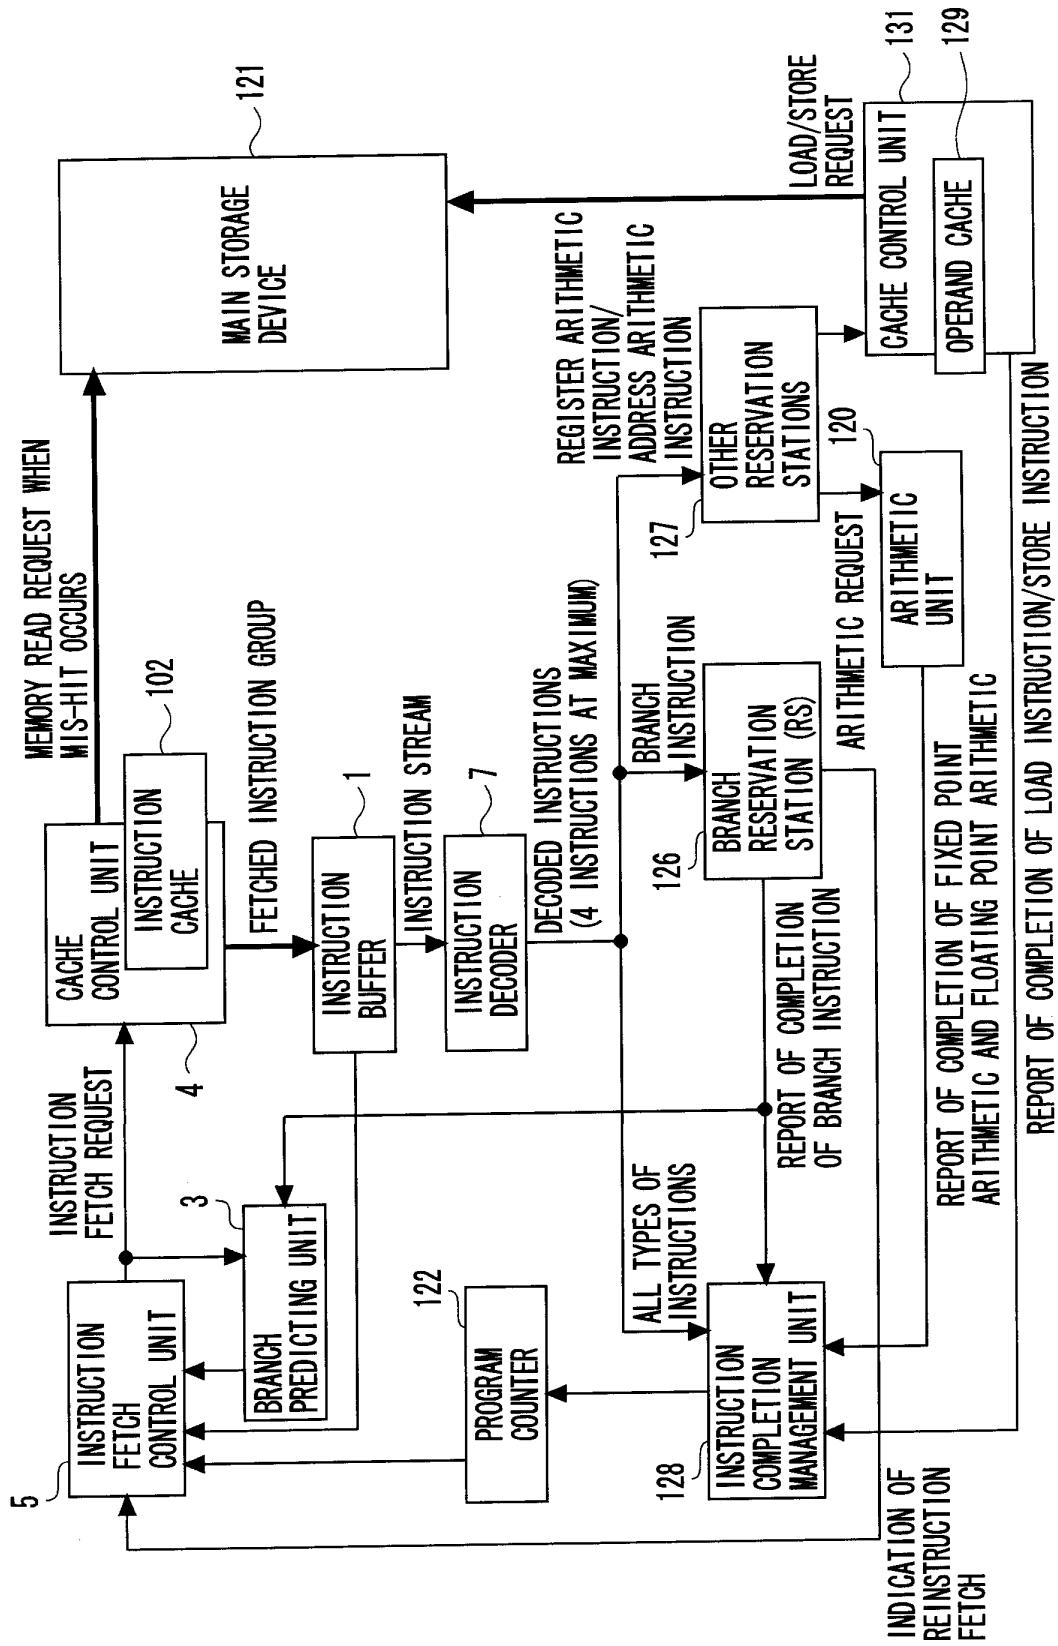 MEMORY READ REQUEST WHEN
MIS-HIT OCCURS
121
MAIN STORAGE
DEVICE
INSTRUCTION
FETCH REQUEST
CACHE
CONTROL UNIT
102
INSTRUCTION
CACHE
4
5
INSTRUCTION
FETCH
CONTROL UNIT
3
BRANCH
PREDICTING UNIT
FETCHED INSTRUCTION GROUP
1
INSTRUCTION
BUFFER
INSTRUCTION STREAM
7
INSTRUCTION
DECODER
122
PROGRAM
COUNTER
DECODED INSTRUCTIONS
(4 INSTRUCTIONS AT MAXIMUM)
REGISTER ARITHMETIC
INSTRUCTION/
ADDRESS ARITHMETIC
INSTRUCTION
LOAD/STORE
REQUEST
ALL TYPES OF
INSTRUCTIONS
BRANCH
INSTRUCTION
128
INSTRUCTION
COMPLETION
MANAGEMENT UNIT
126
BRANCH
RESERVATION
STATION (RS)
127
OTHER
RESERVATION
STATIONS
131
CACHE CONTROL UNIT
129
OPERAND CACHE
REPORT OF COMPLETION
OF BRANCH INSTRUCTION
ARITHMETIC REQUEST
120
ARITHMETIC
UNIT
INDICATION OF
REINSTRUCTION
FETCH
REPORT OF COMPLETION OF FIXED POINT
ARITHMETIC AND FLOATING POINT ARITHMETIC
REPORT OF COMPLETION OF LOAD INSTRUCTION/STORE INSTRUCTION